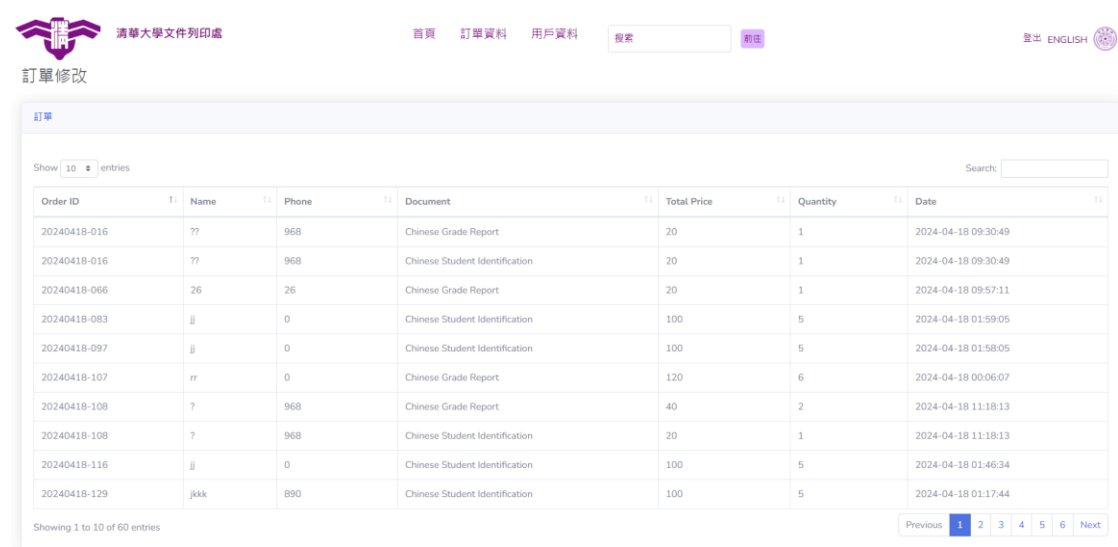 清華大學文件列印處 首頁 訂單資料 用戶資料 搜索 前往 登出 ENGLISH
訂單修改
訂單
Show 10 entries Search:
Order ID Name Phone Document Total Price Quantity Date
20240418-016 ?? 968 Chinese Grade Report 20 1 2024-04-18 09:30:49
20240418-016 ?? 968 Chinese Student Identification 20 1 2024-04-18 09:30:49
20240418-066 26 26 Chinese Grade Report 20 1 2024-04-18 09:57:11
20240418-083 jj 0 Chinese Student Identification 100 5 2024-04-18 01:59:05
20240418-097 jj 0 Chinese Student Identification 100 5 2024-04-18 01:58:05
20240418-107 rr 0 Chinese Grade Report 120 6 2024-04-18 00:06:07
20240418-108 ? 968 Chinese Grade Report 40 2 2024-04-18 11:18:13
20240418-108 ? 968 Chinese Student Identification 20 1 2024-04-18 11:18:13
20240418-116 jj 0 Chinese Student Identification 100 5 2024-04-18 01:46:34
20240418-129 jkkk 890 Chinese Student Identification 100 5 2024-04-18 01:17:44
Showing 1 to 10 of 60 entries Previous 1 2 3 4 5 6 Next